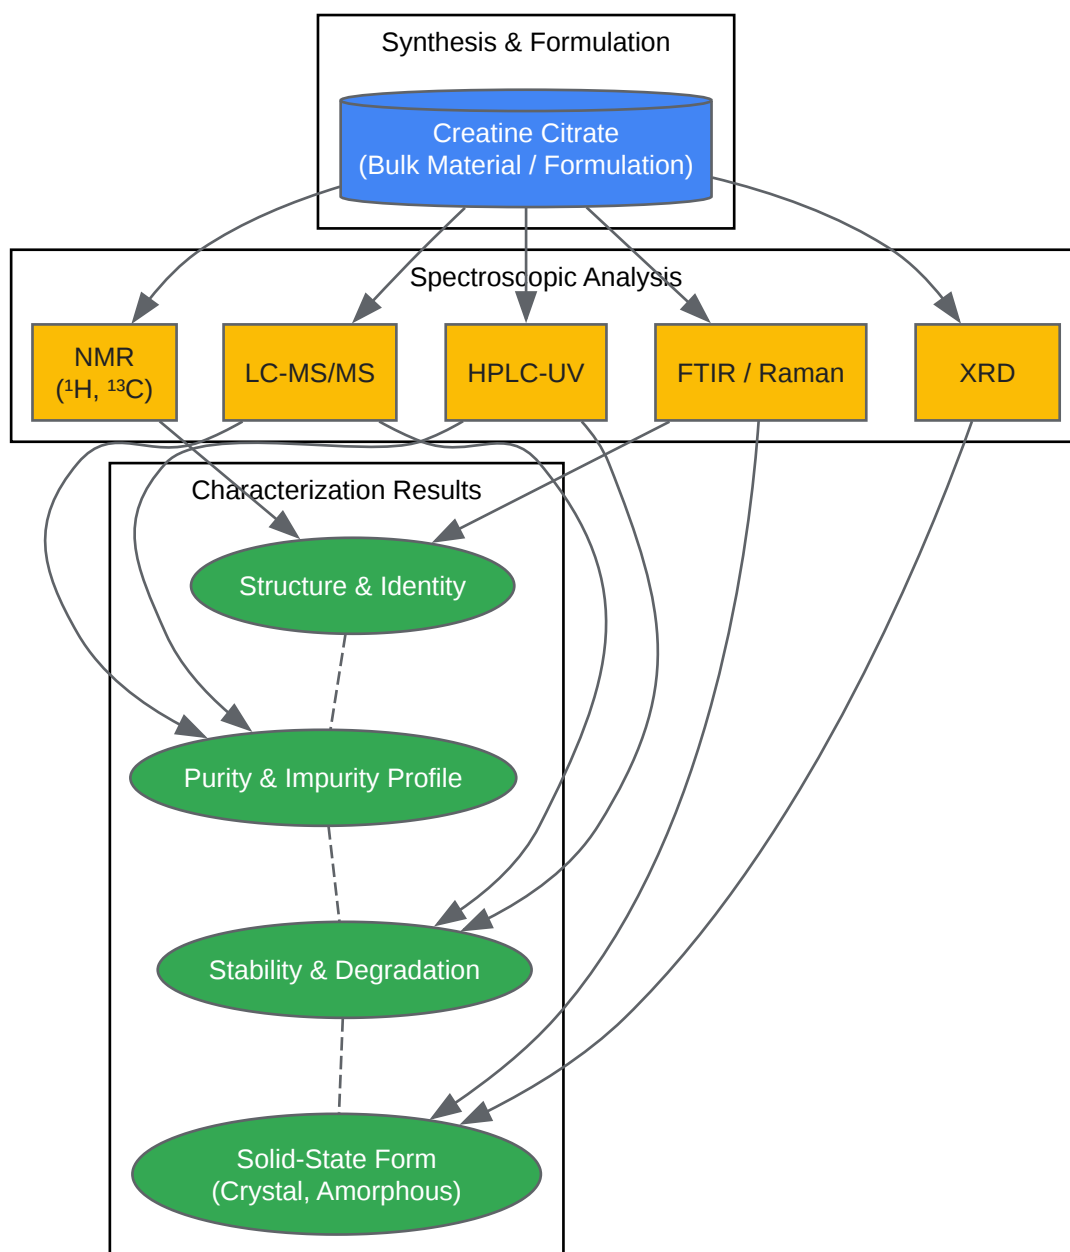 Synthesis & Formulation
Creatine Citrate
(Bulk Material / Formulation)
Spectroscopic Analysis
NMR
(¹H, ¹³C)
LC-MS/MS
HPLC-UV
FTIR / Raman
XRD
Characterization Results
Structure & Identity
Purity & Impurity Profile
Stability & Degradation
Solid-State Form
(Crystal, Amorphous)